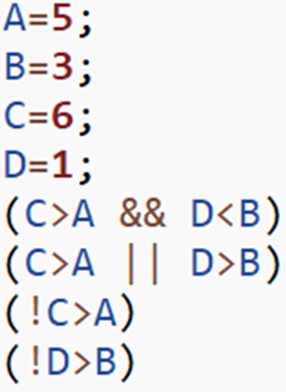 A=5;
B=3;
C=6;
D=1;
(C>A && D<B)
(C>A || D>B)
(!C>A)
(!D>B)